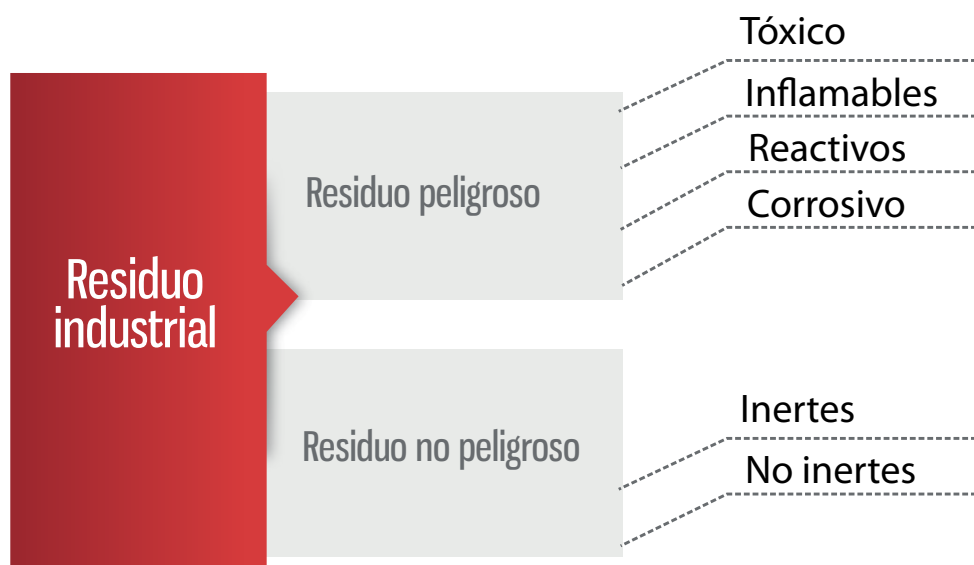 Residuo
industrial
Residuo peligroso
Tóxico
Inflamables
Reactivos
Corrosivo
Residuo no peligroso
Inertes
No inertes